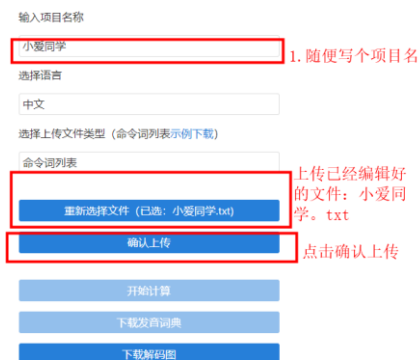 输入项目名称
小爱同学
1.随便写个项目名
选择语言
中文
选择上传文件类型（命令词列表示例下载）
命令词列表
上传已经编辑好
的文件：小爱同
学。txt
重新选择文件（已选：小爱同学.txt)
确认上传
点击确认上传
开始计算
下载发音词典
下载解码图